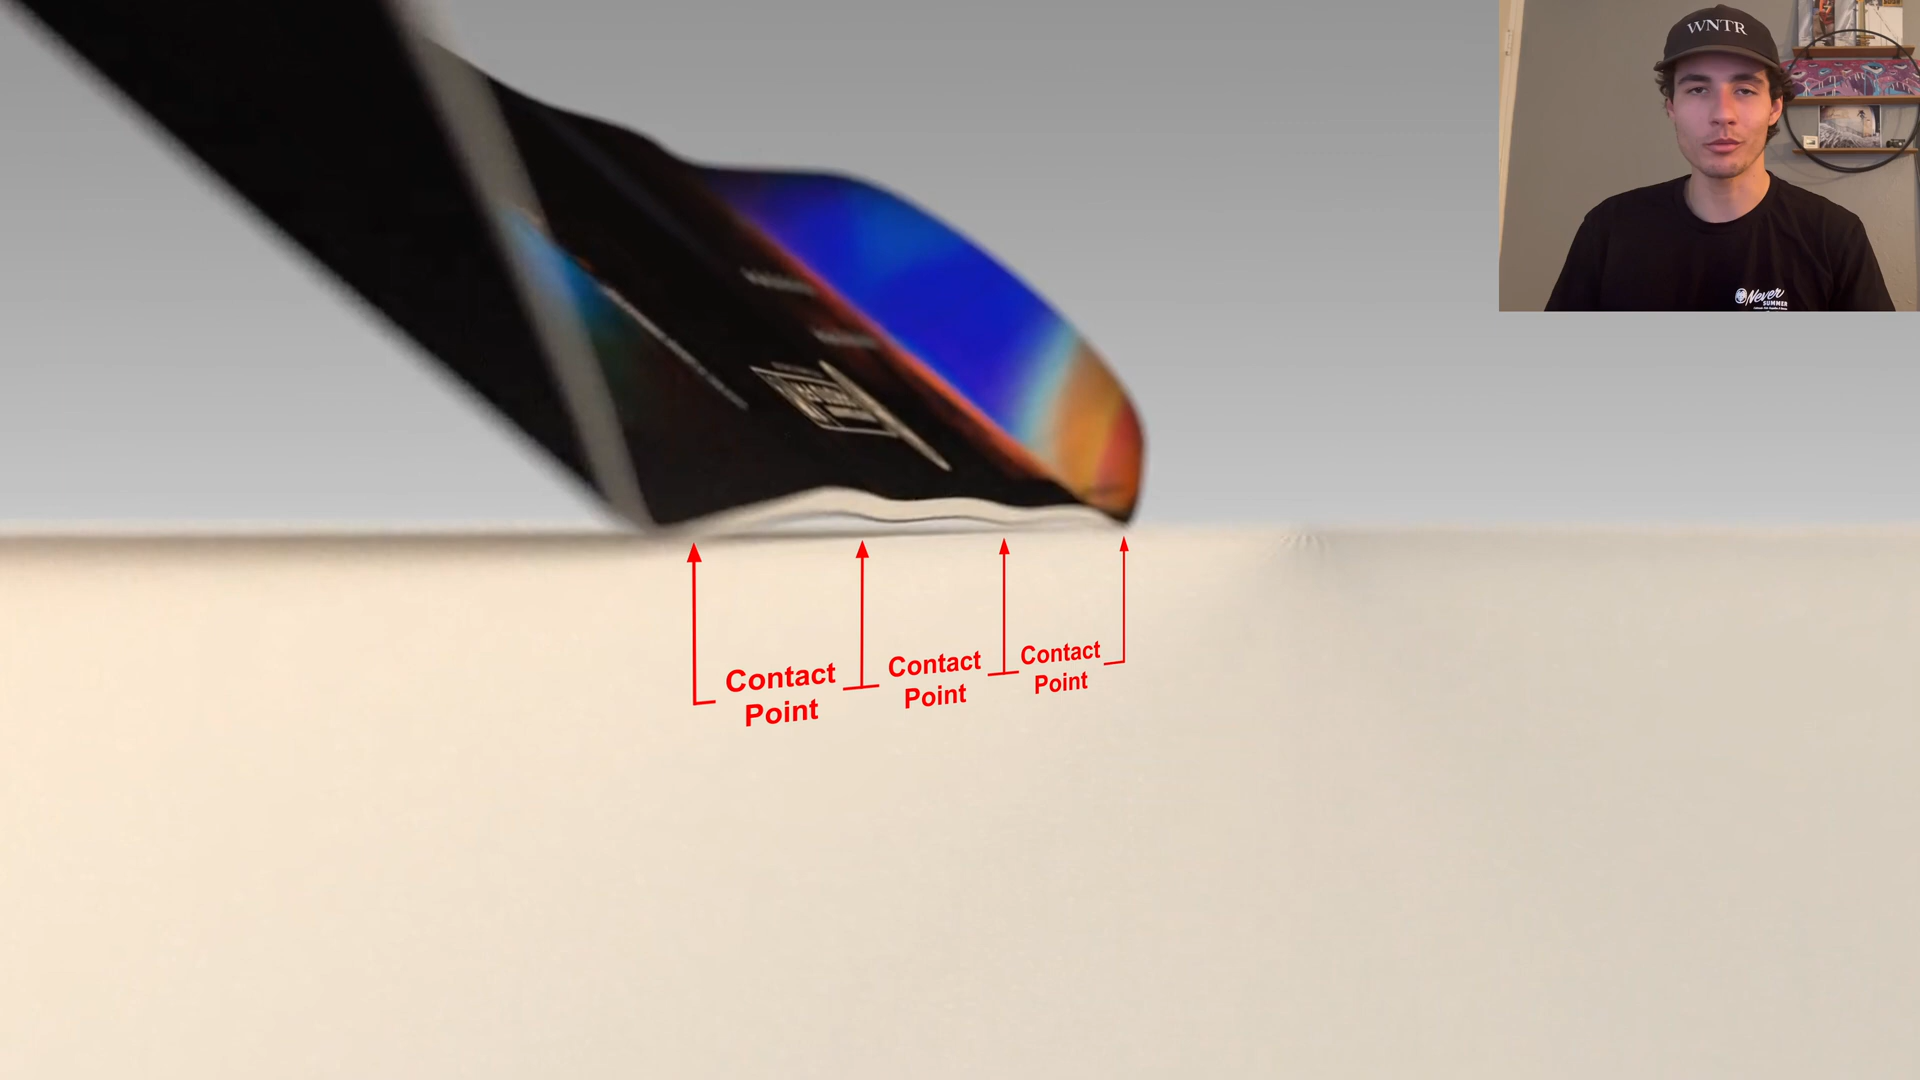 WNTR
Never
SUMMER
Contact
Point
Contact
Point
Contact
Point